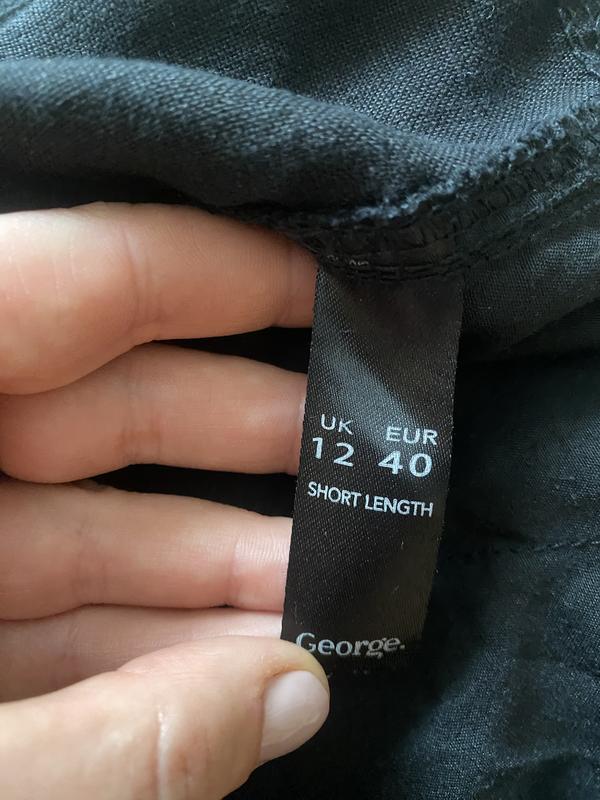 UK EUR
12 40
SHORT LENGTH
George.